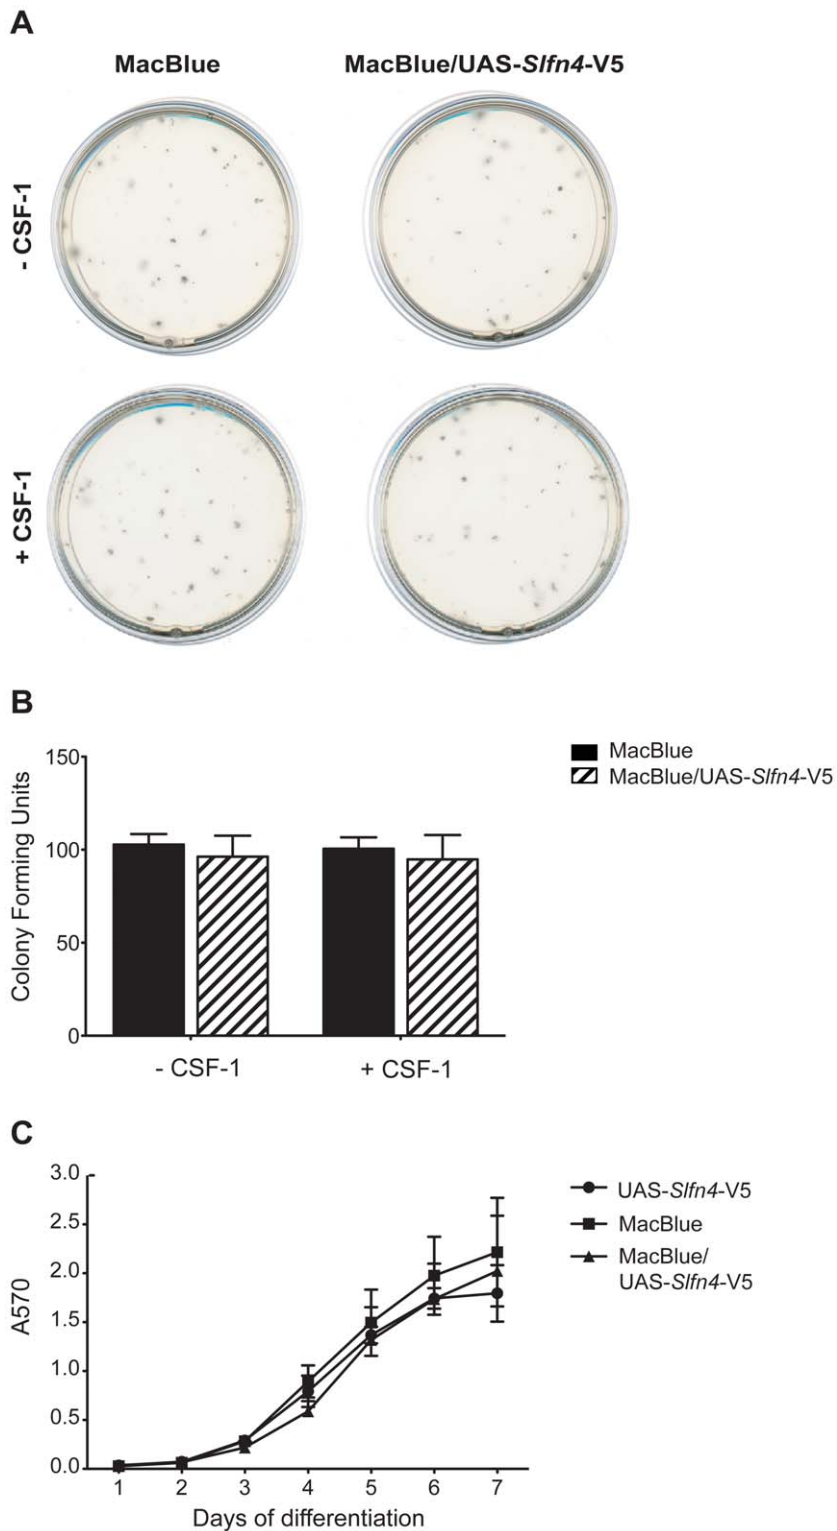 A
MacBlue MacBlue/UAS-Slfn4-V5
- CSF-1
+ CSF-1
B
Colony Forming Units
150
100
50
0
- CSF-1 + CSF-1
MacBlue
MacBlue/UAS-Slfn4-V5
C
A570
3.0
2.5
2.0
1.5
1.0
0.5
0.0
1 2 3 4 5 6 7
Days of differentiation
UAS-Slfn4-V5
MacBlue
MacBlue/
UAS-Slfn4-V5